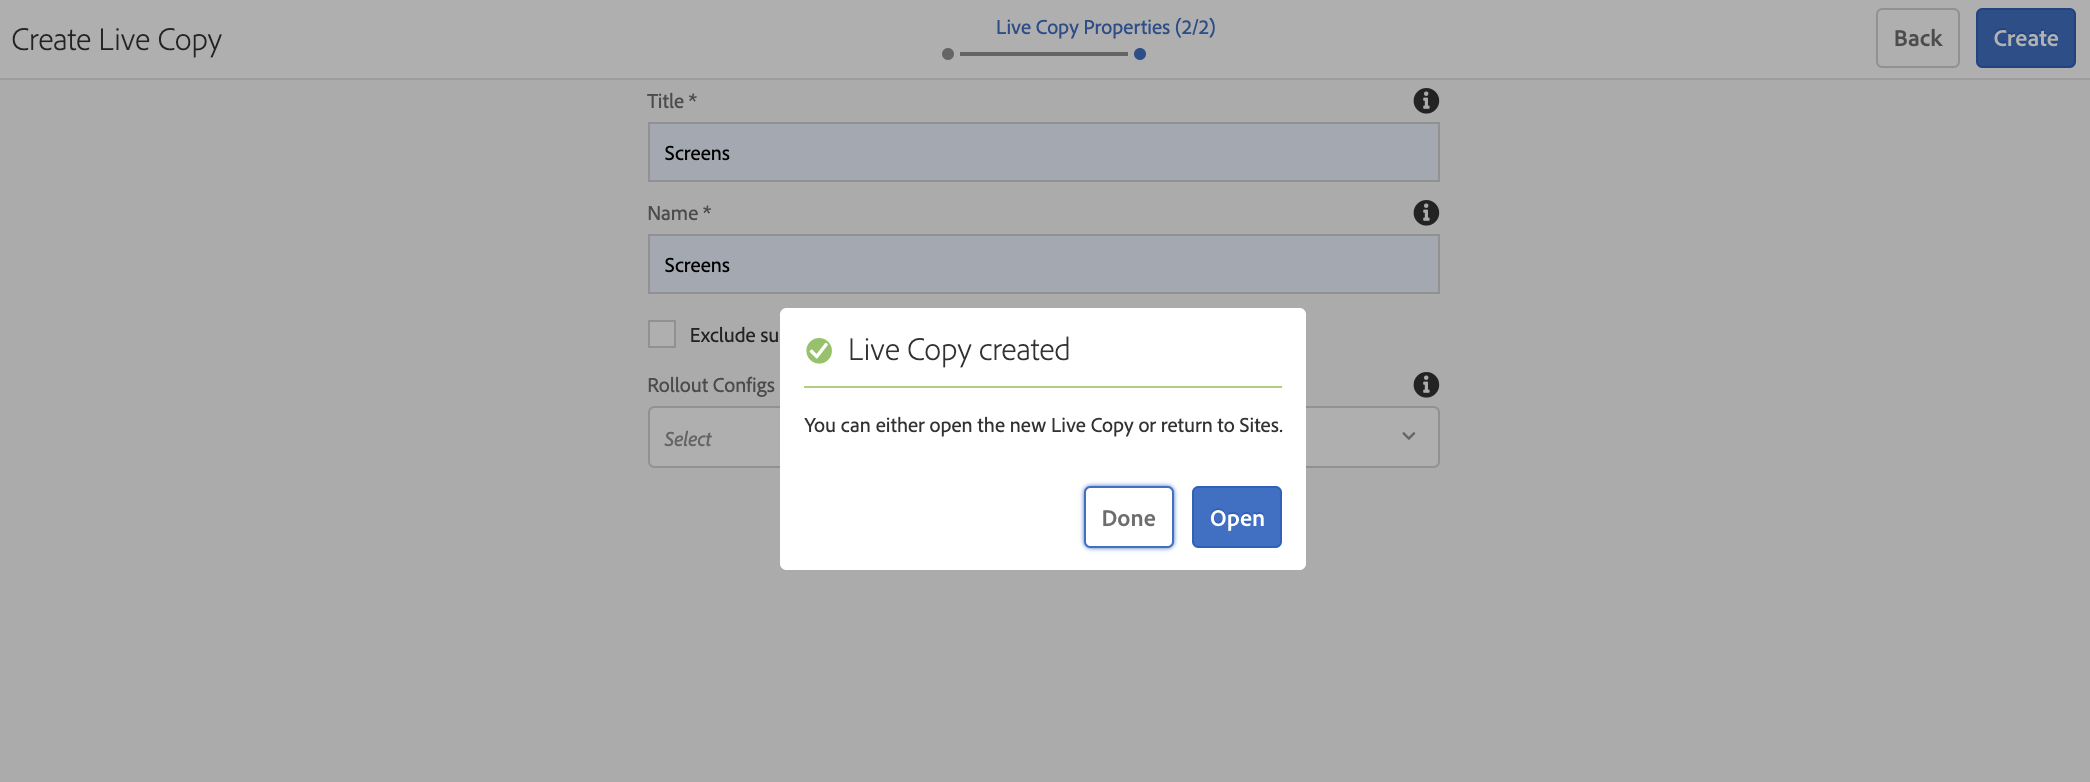 Create Live Copy
Live Copy Properties (2/2)
Back
Create
Title *
Screens
Name *
Screens
Exclude su
Rollout Configs
Select
Live Copy created
You can either open the new Live Copy or return to Sites.
Done
Open